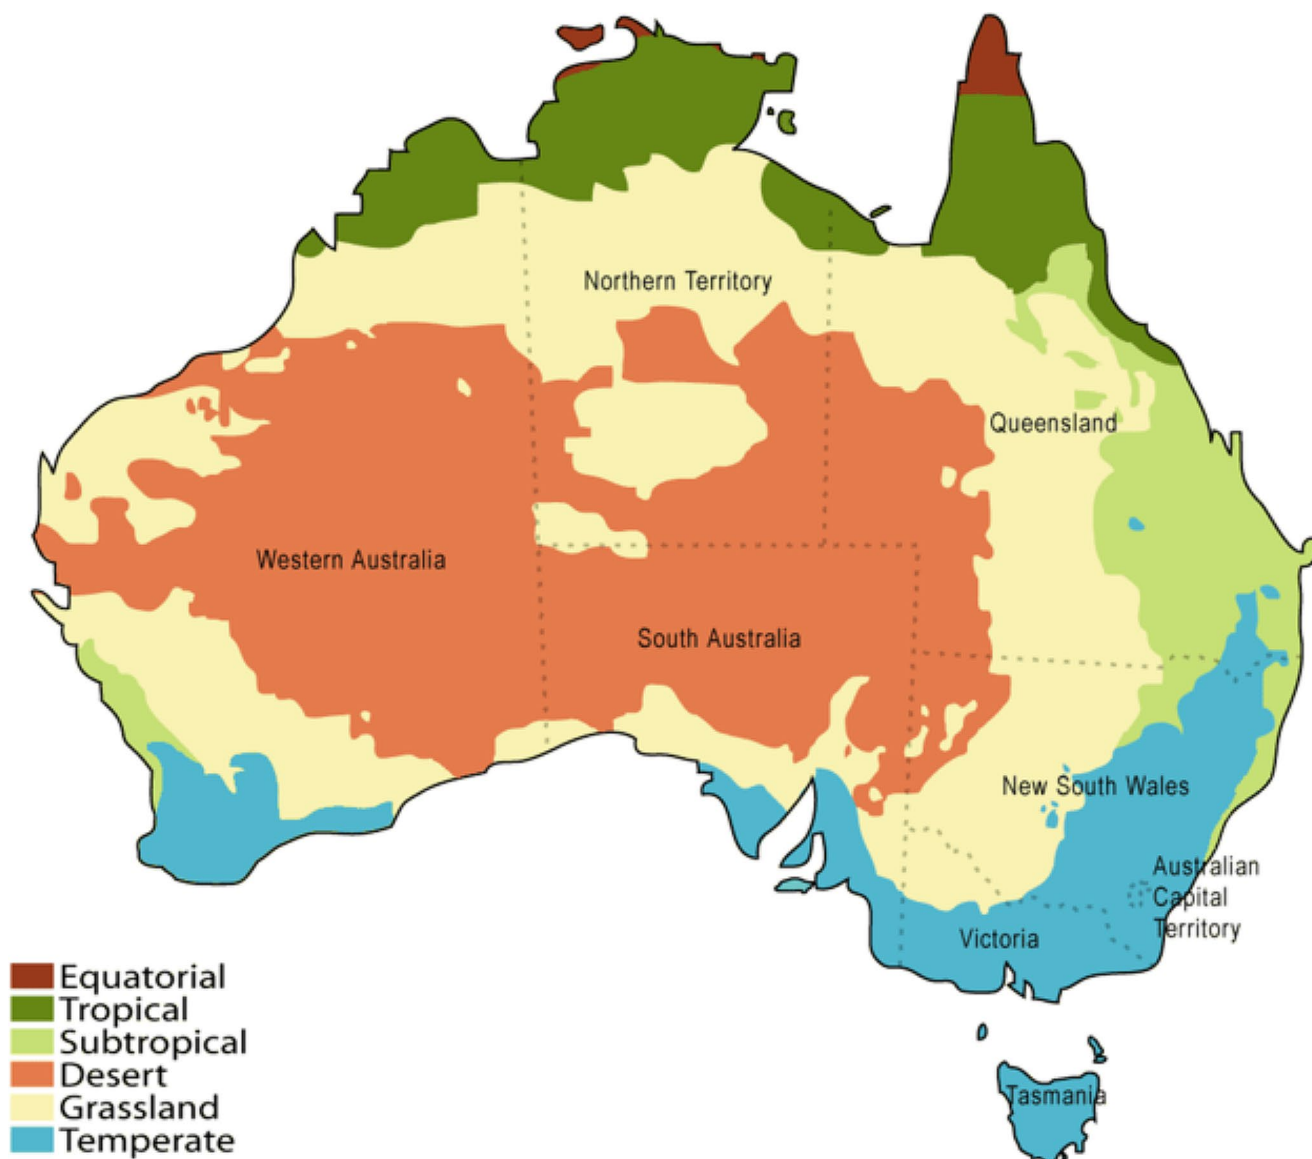 Northern Territory
Queensland
Western Australia
South Australia
New South Wales
Australian
Capital
Territory
Victoria
Tasmania
Equatorial
Tropical
Subtropical
Desert
Grassland
Temperate